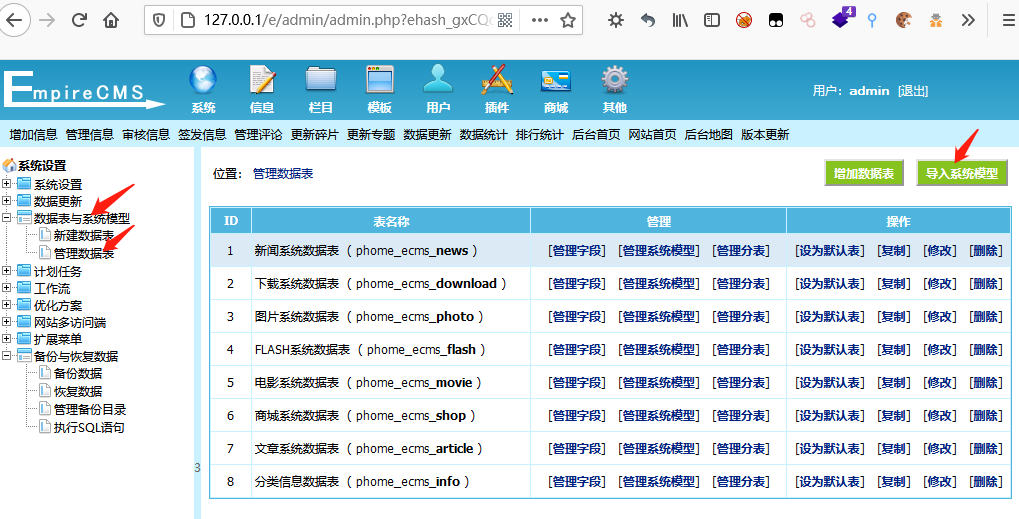 127.0.0.1/e/admin/admin.php?ehash_gxCQ
4
EmpireCMS
系统 信息 栏目 模板 用户 插件 商城 其他
用户：admin [退出]
增加信息 管理信息 审核信息 签发信息 管理评论 更新碎片 更新专题 数据更新 数据统计 排行统计 后台首页 网站首页 后台地图 版本更新
系统设置
系统设置
数据更新
数据表与系统模型
新建数据表
管理数据表
计划任务
工作流
优化方案
网站多访问端
扩展菜单
备份与恢复数据
备份数据
恢复数据
管理备份目录
执行SQL语句
3
位置： 管理数据表
增加数据表 导入系统模型
ID 表名称 管理 操作
1 新闻系统数据表 ( phome_ecms_news ) [管理字段] [管理系统模型] [管理分表] [设为默认表] [复制] [修改] [删除]
2 下载系统数据表 ( phome_ecms_download ) [管理字段] [管理系统模型] [管理分表] [设为默认表] [复制] [修改] [删除]
3 图片系统数据表 ( phome_ecms_photo ) [管理字段] [管理系统模型] [管理分表] [设为默认表] [复制] [修改] [删除]
4 FLASH系统数据表 ( phome_ecms_flash ) [管理字段] [管理系统模型] [管理分表] [设为默认表] [复制] [修改] [删除]
5 电影系统数据表 ( phome_ecms_movie ) [管理字段] [管理系统模型] [管理分表] [设为默认表] [复制] [修改] [删除]
6 商城系统数据表 ( phome_ecms_shop ) [管理字段] [管理系统模型] [管理分表] [设为默认表] [复制] [修改] [删除]
7 文章系统数据表 ( phome_ecms_article ) [管理字段] [管理系统模型] [管理分表] [设为默认表] [复制] [修改] [删除]
8 分类信息数据表 ( phome_ecms_info ) [管理字段] [管理系统模型] [管理分表] [设为默认表] [复制] [修改] [删除]